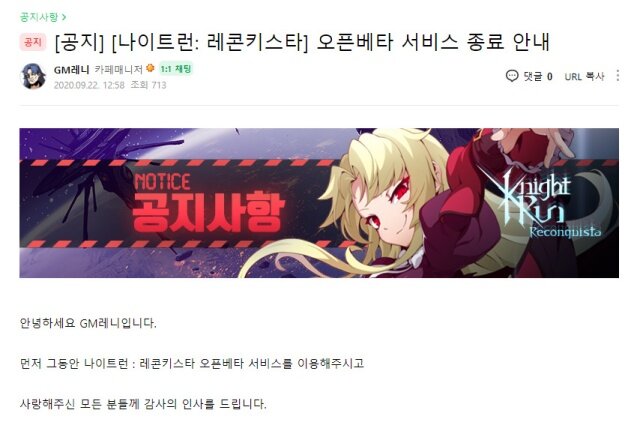 공지사항 >
공지 [공지] [나이트런: 레콘키스타] 오픈베타 서비스 종료 안내
GM레니 카페매니저 1:1 채팅
2020.09.22. 12:58 조회 713
댓글 0 URL 복사
NOTICE
공지사항
Knight
Run
Reconquista
안녕하세요 GM레니입니다.
먼저 그동안 나이트런 : 레콘키스타 오픈베타 서비스를 이용해주시고
사랑해주신 모든 분들께 감사의 인사를 드립니다.